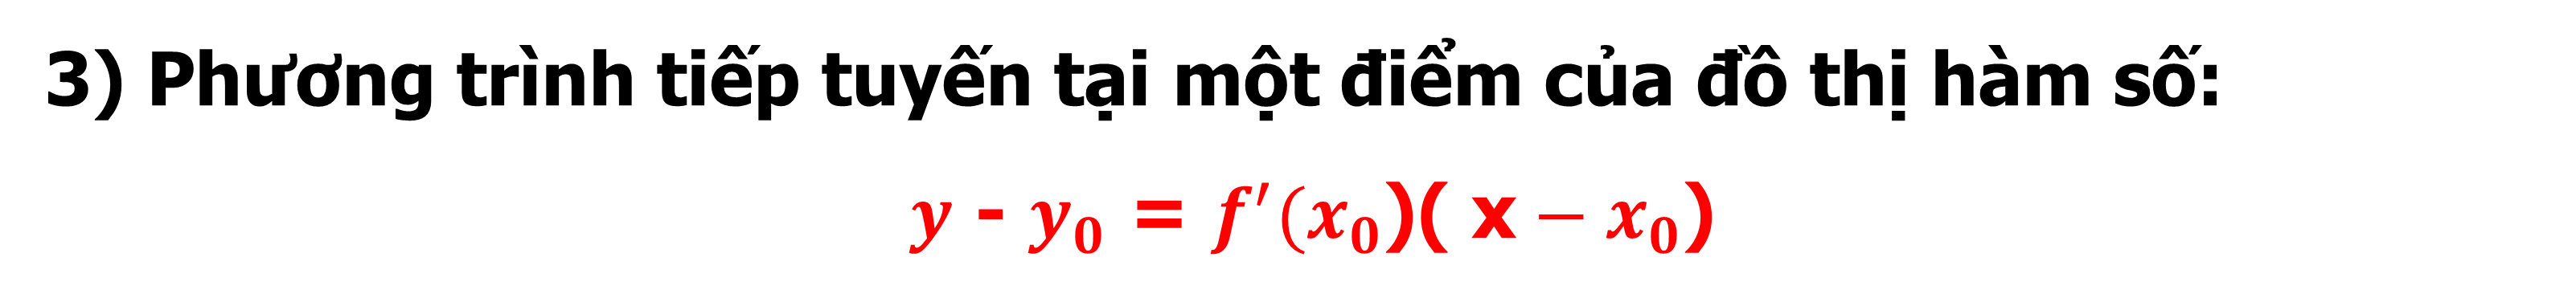 3) Phương trình tiếp tuyến tại một điểm của đồ thị hàm số:
y - y₀ = f′(x₀)( x − x₀)